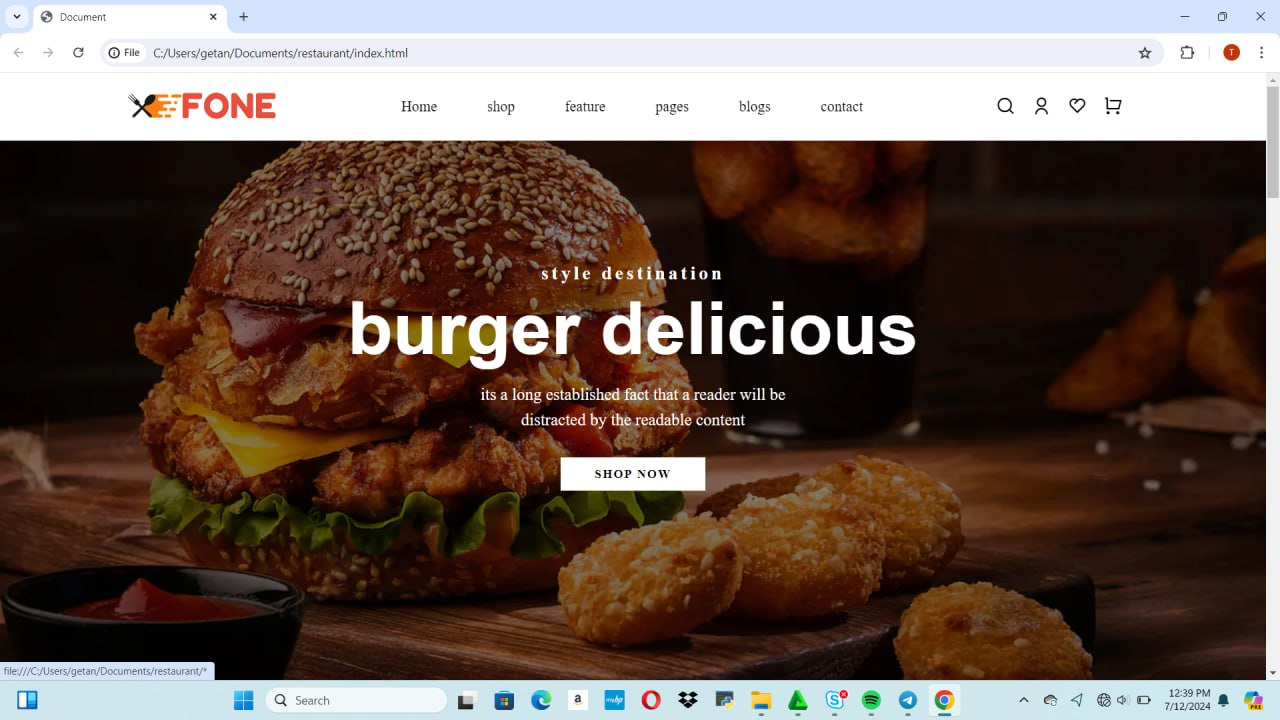 Document
File C:/Users/getan/Documents/restaurant/index.html
T
FONE
Home shop feature pages blogs contact
style destination
burger delicious
its a long established fact that a reader will be
distracted by the readable content
SHOP NOW
file:///C:/Users/getan/Documents/restaurant/*
Search
a
myhp
PRE
12:39 PM
7/12/2024